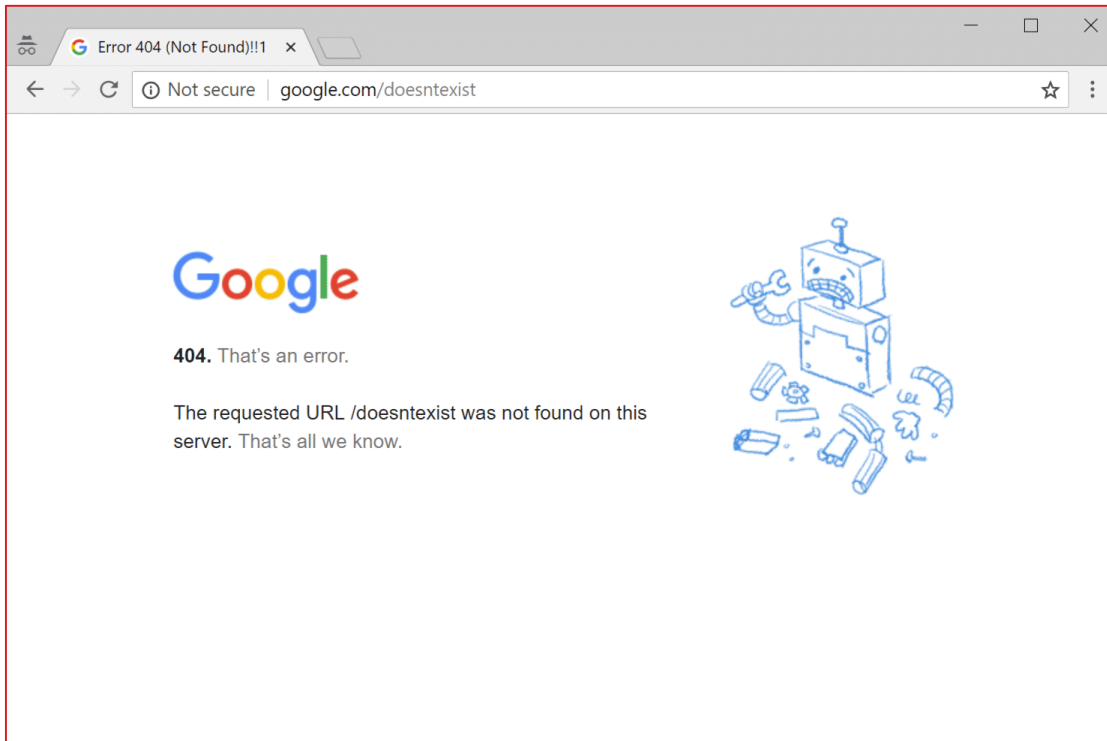 Error 404 (Not Found)!!1
Not secure google.com/doesntexist
Google
404. That’s an error.
The requested URL /doesntexist was not found on this
server. That’s all we know.